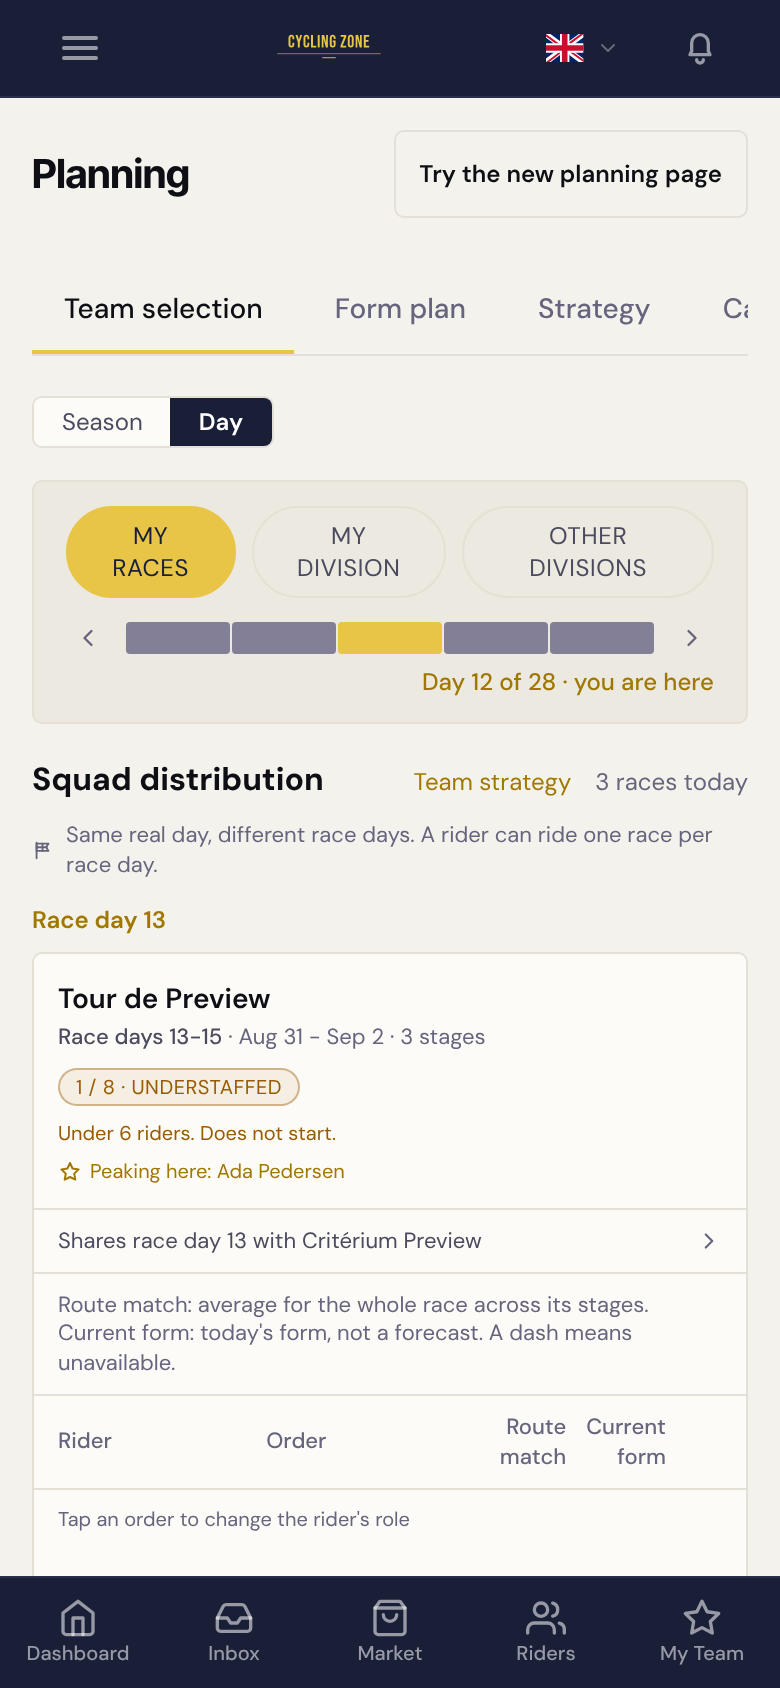 CYCLING ZONE
Planning
Try the new planning page
Team selection
Form plan
Strategy
Ca
Season
Day
MY
RACES
MY
DIVISION
OTHER
DIVISIONS
Day 12 of 28 · you are here
Squad distribution
Team strategy
3 races today
Same real day, different race days. A rider can ride one race per
race day.
Race day 13
Tour de Preview
Race days 13–15 · Aug 31 – Sep 2 · 3 stages
1 / 8 · UNDERSTAFFED
Under 6 riders. Does not start.
Peaking here: Ada Pedersen
Shares race day 13 with Critérium Preview
Route match: average for the whole race across its stages.
Current form: today's form, not a forecast. A dash means
unavailable.
Rider
Order
Route
match
Current
form
Tap an order to change the rider's role
Dashboard
Inbox
Market
Riders
My Team